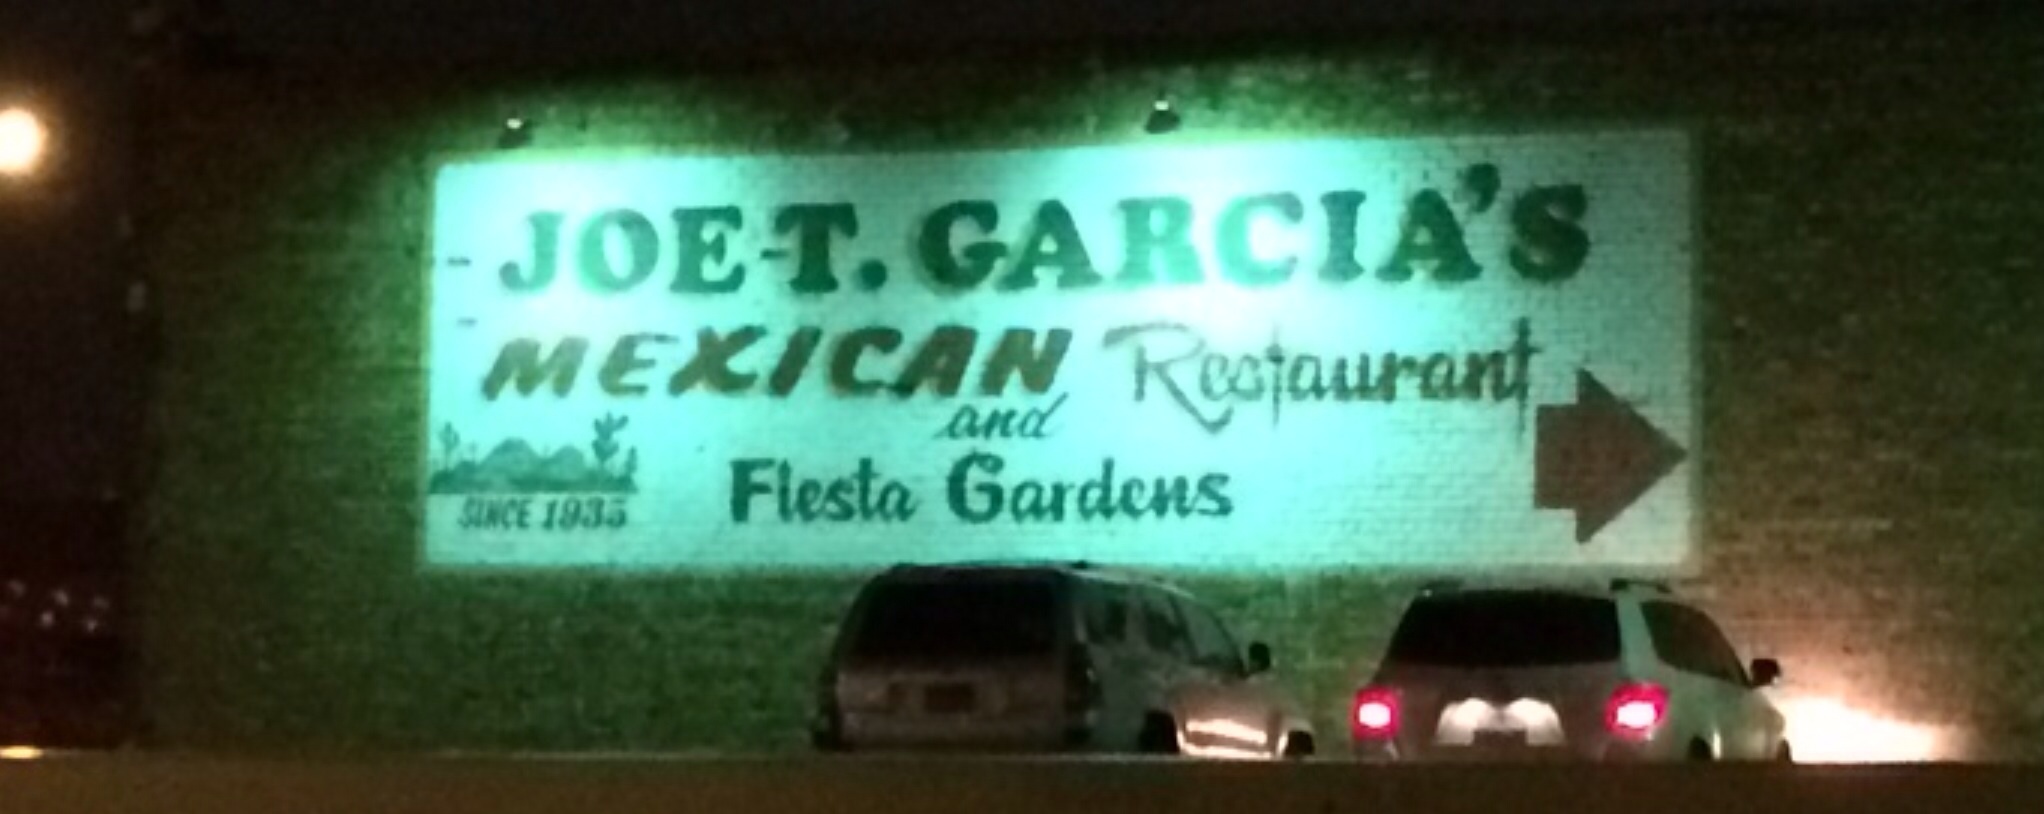 JOE T. GARCIA'S
MEXICAN Restaurant
and
Fiesta Gardens
SINCE 1935